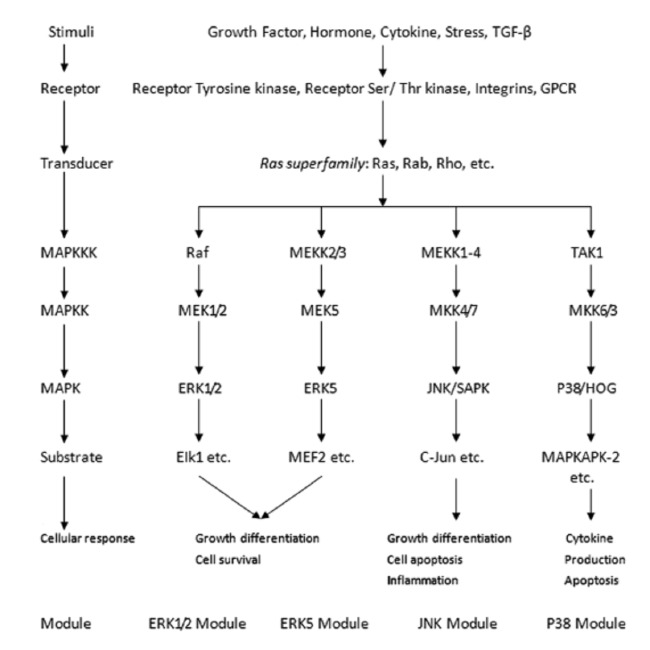 Stimuli Growth Factor, Hormone, Cytokine, Stress, TGF-β
Receptor Receptor Tyrosine kinase, Receptor Ser/ Thr kinase, Integrins, GPCR
Transducer Ras superfamily: Ras, Rab, Rho, etc.
MAPKKK Raf MEKK2/3 MEKK1-4 TAK1
MAPKK MEK1/2 MEK5 MKK4/7 MKK6/3
MAPK ERK1/2 ERK5 JNK/SAPK P38/HOG
Substrate Elk1 etc. MEF2 etc. C-Jun etc. MAPKAPK-2
etc.
Cellular response Growth differentiation Growth differentiation Cytokine
Cell survival Cell apoptosis Production
Inflammation Apoptosis
Module ERK1/2 Module ERK5 Module JNK Module P38 Module